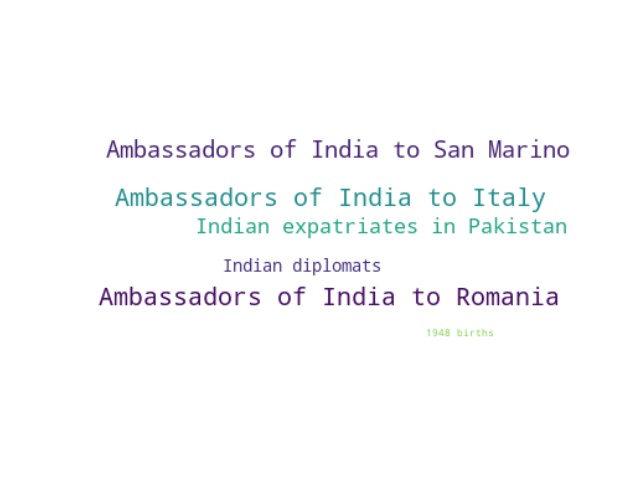 Ambassadors of India to San Marino
Ambassadors of India to Italy
Indian expatriates in Pakistan
Indian diplomats
Ambassadors of India to Romania
1948 births